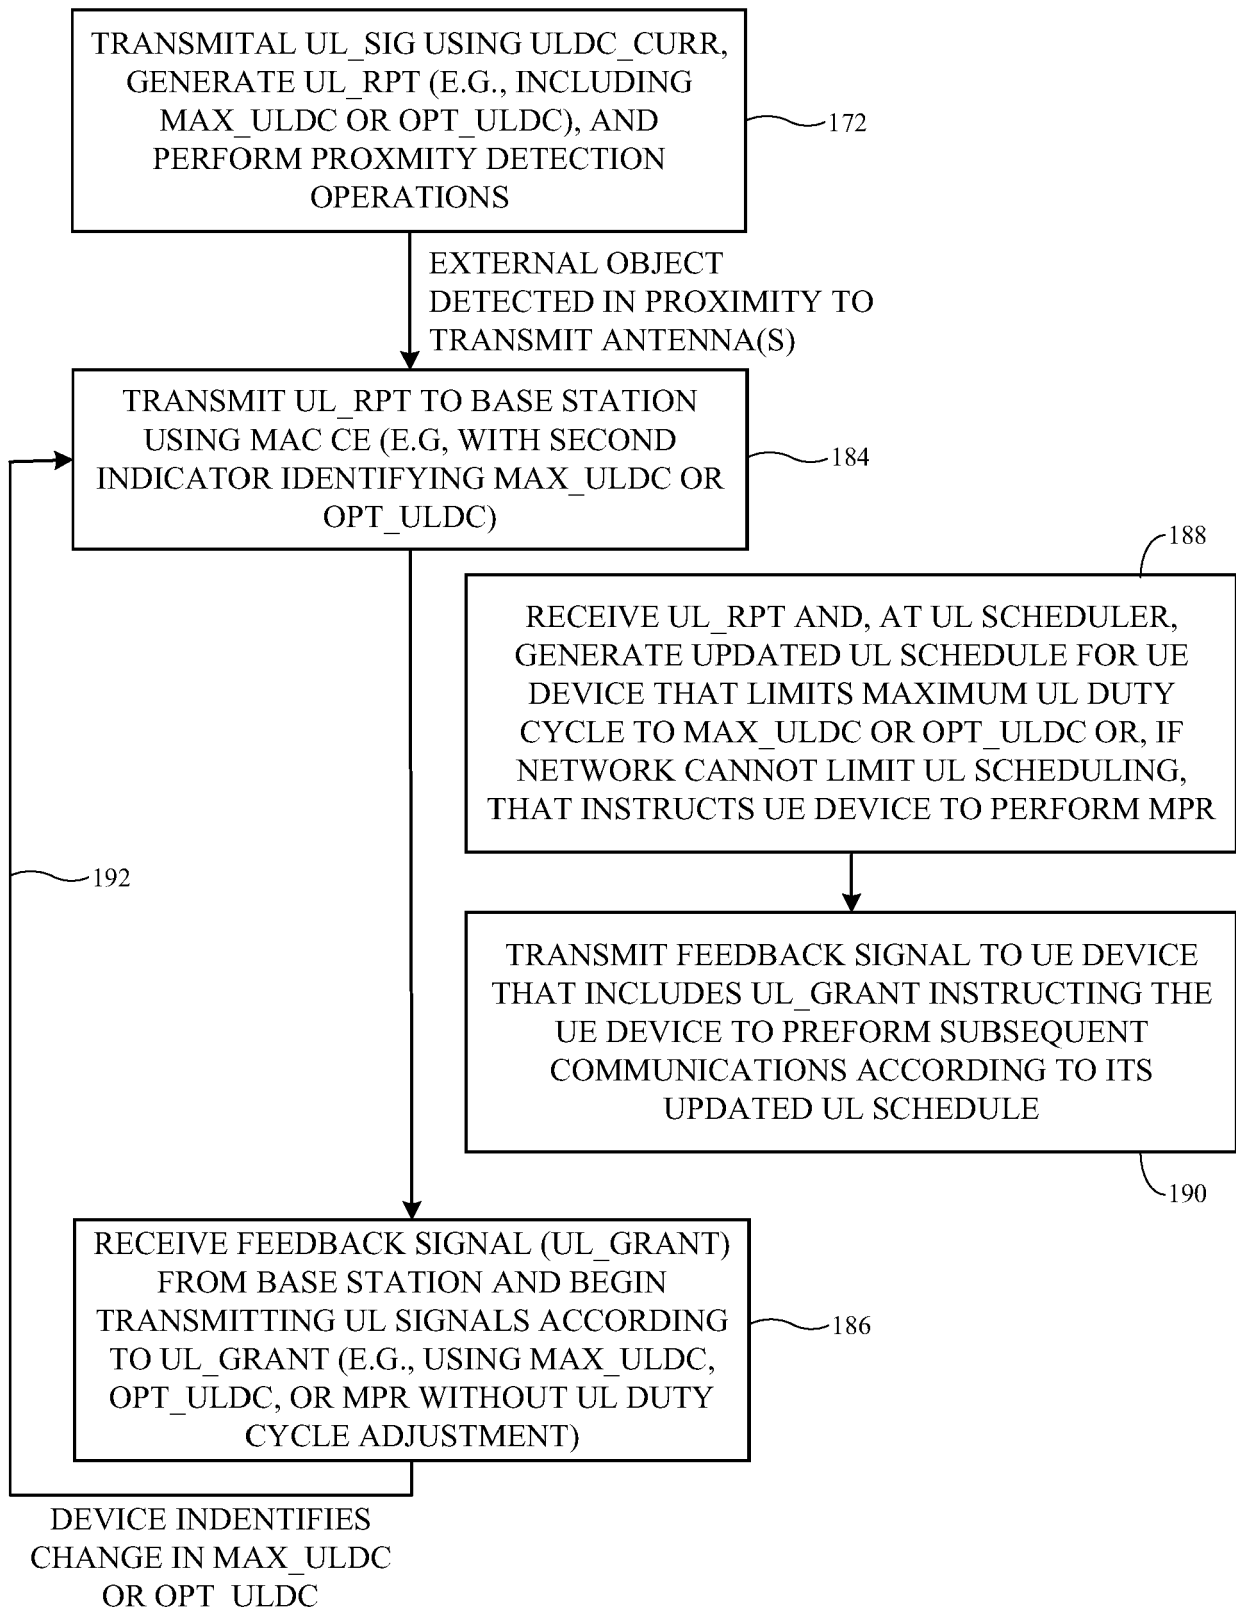 TRANSMITAL UL_SIG USING ULDC_CURR,
GENERATE UL_RPT (E.G., INCLUDING
MAX_ULDC OR OPT_ULDC), AND
PERFORM PROXMITY DETECTION
OPERATIONS
172
EXTERNAL OBJECT
DETECTED IN PROXIMITY TO
TRANSMIT ANTENNA(S)
TRANSMIT UL_RPT TO BASE STATION
USING MAC CE (E.G, WITH SECOND
INDICATOR IDENTIFYING MAX_ULDC OR
OPT_ULDC)
184
188
RECEIVE UL_RPT AND, AT UL SCHEDULER,
GENERATE UPDATED UL SCHEDULE FOR UE
DEVICE THAT LIMITS MAXIMUM UL DUTY
CYCLE TO MAX_ULDC OR OPT_ULDC OR, IF
NETWORK CANNOT LIMIT UL SCHEDULING,
THAT INSTRUCTS UE DEVICE TO PERFORM MPR
192
TRANSMIT FEEDBACK SIGNAL TO UE DEVICE
THAT INCLUDES UL_GRANT INSTRUCTING THE
UE DEVICE TO PREFORM SUBSEQUENT
COMMUNICATIONS ACCORDING TO ITS
UPDATED UL SCHEDULE
190
RECEIVE FEEDBACK SIGNAL (UL_GRANT)
FROM BASE STATION AND BEGIN
TRANSMITTING UL SIGNALS ACCORDING
TO UL_GRANT (E.G., USING MAX_ULDC,
OPT_ULDC, OR MPR WITHOUT UL DUTY
CYCLE ADJUSTMENT)
186
DEVICE INDENTIFIES
CHANGE IN MAX_ULDC
OR OPT_ULDC